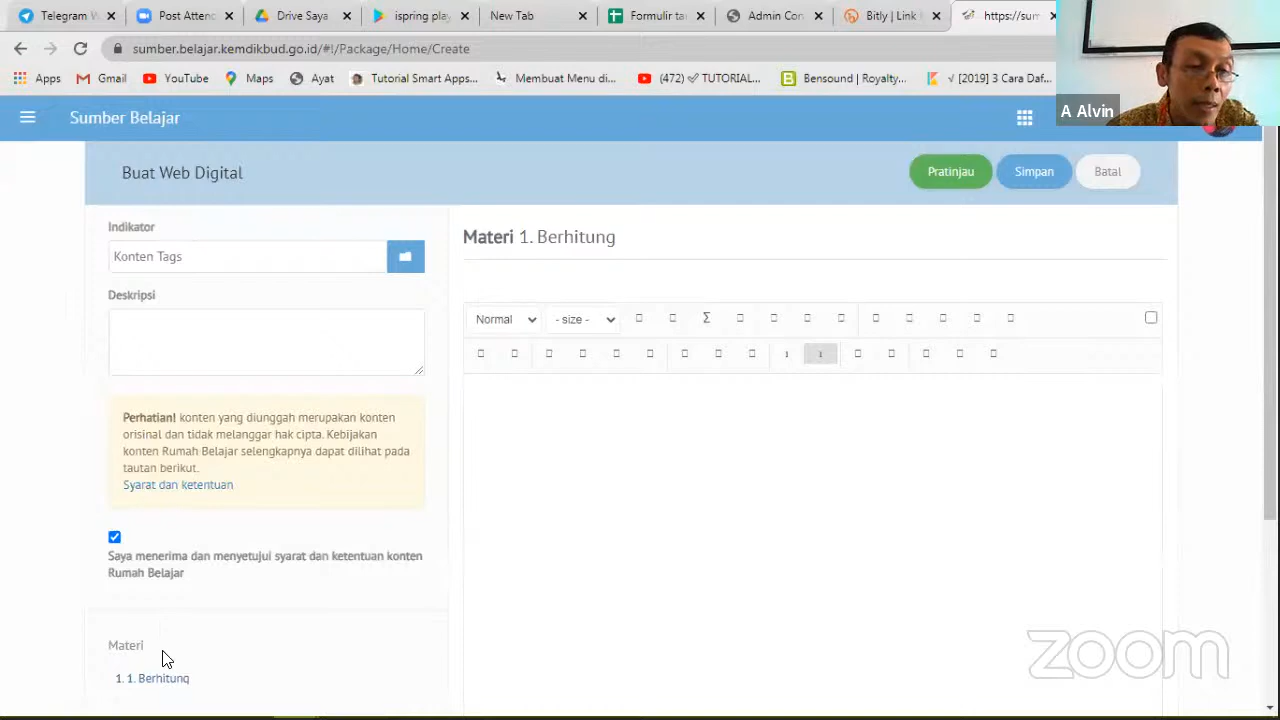 Telegram W
Post Attend
Drive Saya
ispring play
New Tab
Formulir ta
Admin Con
Bitly | Link
https://sum
sumber.belajar.kemdikbud.go.id/#!/Package/Home/Create
Apps
Gmail
YouTube
Maps
Ayat
Tutorial Smart Apps...
Membuat Menu di...
(472) ✔ TUTORIAL...
Bensound | Royalty...
√ [2019] 3 Cara Daf...
A Alvin
Sumber Belajar
Buat Web Digital
Pratinjau
Simpan
Batal
Indikator
Konten Tags
Deskripsi
Perhatian! konten yang diunggah merupakan konten
orisinal dan tidak melanggar hak cipta. Kebijakan
konten Rumah Belajar selengkapnya dapat dilihat pada
tautan berikut.
Syarat dan ketentuan
Saya menerima dan menyetujui syarat dan ketentuan konten
Rumah Belajar
Materi
1. 1. Berhitung
Materi 1. Berhitung
Normal
- size -
Σ
zoom